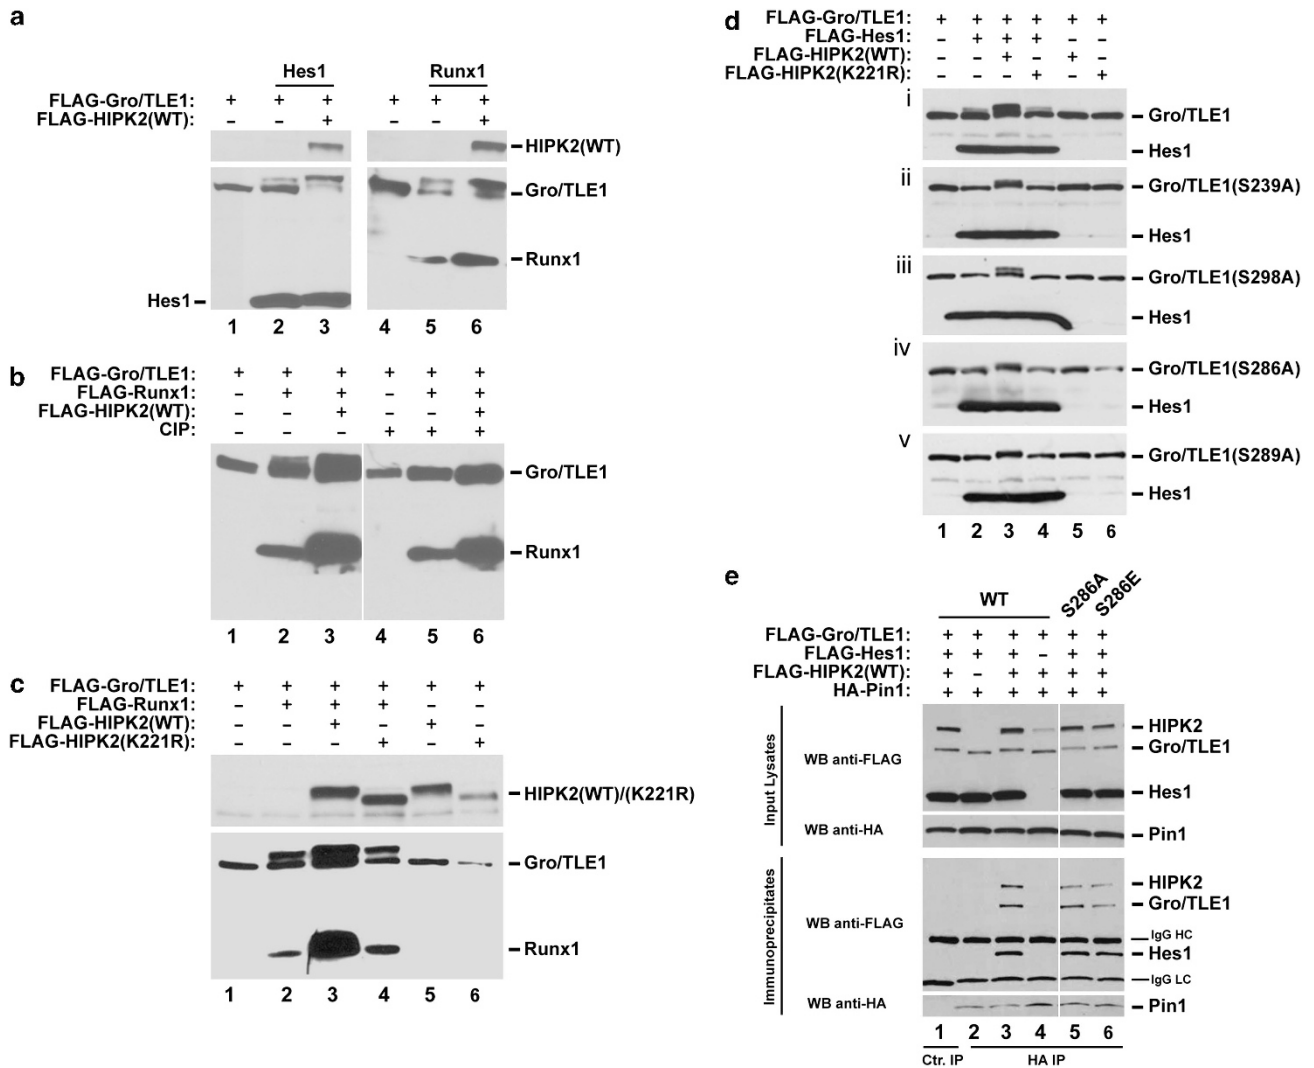 a
Hes1 Runx1
FLAG-Gro/TLE1: + + + + + +
FLAG-HIPK2(WT): – – + – – +
HIPK2(WT)
Gro/TLE1
Runx1
Hes1
1 2 3 4 5 6
b
FLAG-Gro/TLE1: + + + + + +
FLAG-Runx1: – + + – + +
FLAG-HIPK2(WT): – – + – – +
CIP: – – – + + +
Gro/TLE1
Runx1
1 2 3 4 5 6
c
FLAG-Gro/TLE1: + + + + + +
FLAG-Runx1: – + + + – –
FLAG-HIPK2(WT): – – + – + –
FLAG-HIPK2(K221R): – – – + – +
HIPK2(WT)/(K221R)
Gro/TLE1
Runx1
1 2 3 4 5 6
d
FLAG-Gro/TLE1: + + + + + +
FLAG-Hes1: – + + + – –
FLAG-HIPK2(WT): – – + – + –
FLAG-HIPK2(K221R): – – – + – +
i
Gro/TLE1
Hes1
ii
Gro/TLE1(S239A)
Hes1
iii
Gro/TLE1(S298A)
Hes1
iv
Gro/TLE1(S286A)
Hes1
v
Gro/TLE1(S289A)
Hes1
1 2 3 4 5 6
e
WT S286A S286E
FLAG-Gro/TLE1: + + + + + +
FLAG-Hes1: + + + – + +
FLAG-HIPK2(WT): + – + + + +
HA-Pin1: + + + + + +
Input Lysates
WB anti-FLAG
HIPK2
Gro/TLE1
Hes1
WB anti-HA
Pin1
Immunoprecipitates
WB anti-FLAG
HIPK2
Gro/TLE1
IgG HC
Hes1
IgG LC
WB anti-HA
Pin1
1 2 3 4 5 6
Ctr. IP HA IP